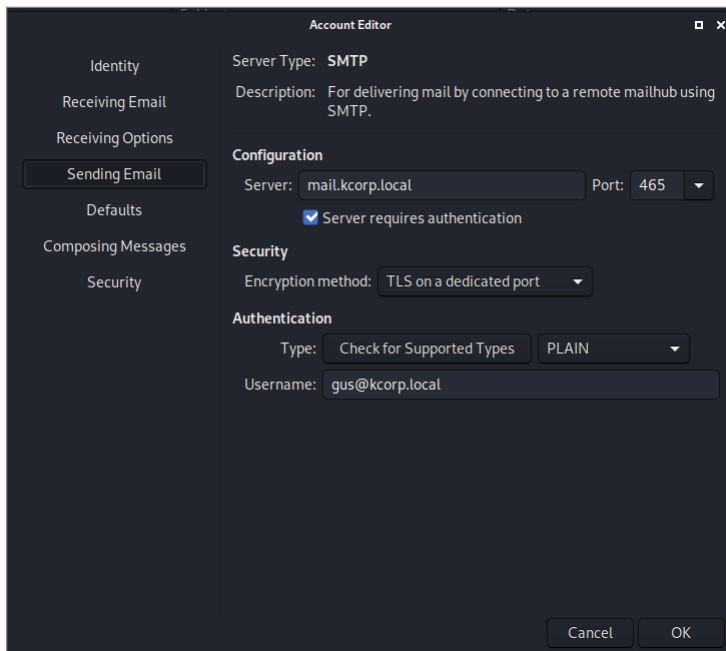 Account Editor
Identity
Receiving Email
Receiving Options
Sending Email
Defaults
Composing Messages
Security
Server Type: SMTP
Description: For delivering mail by connecting to a remote mailhub using
SMTP.
Configuration
Server: mail.kcorp.local Port: 465
Server requires authentication
Security
Encryption method: TLS on a dedicated port
Authentication
Type: Check for Supported Types PLAIN
Username: gus@kcorp.local
Cancel OK